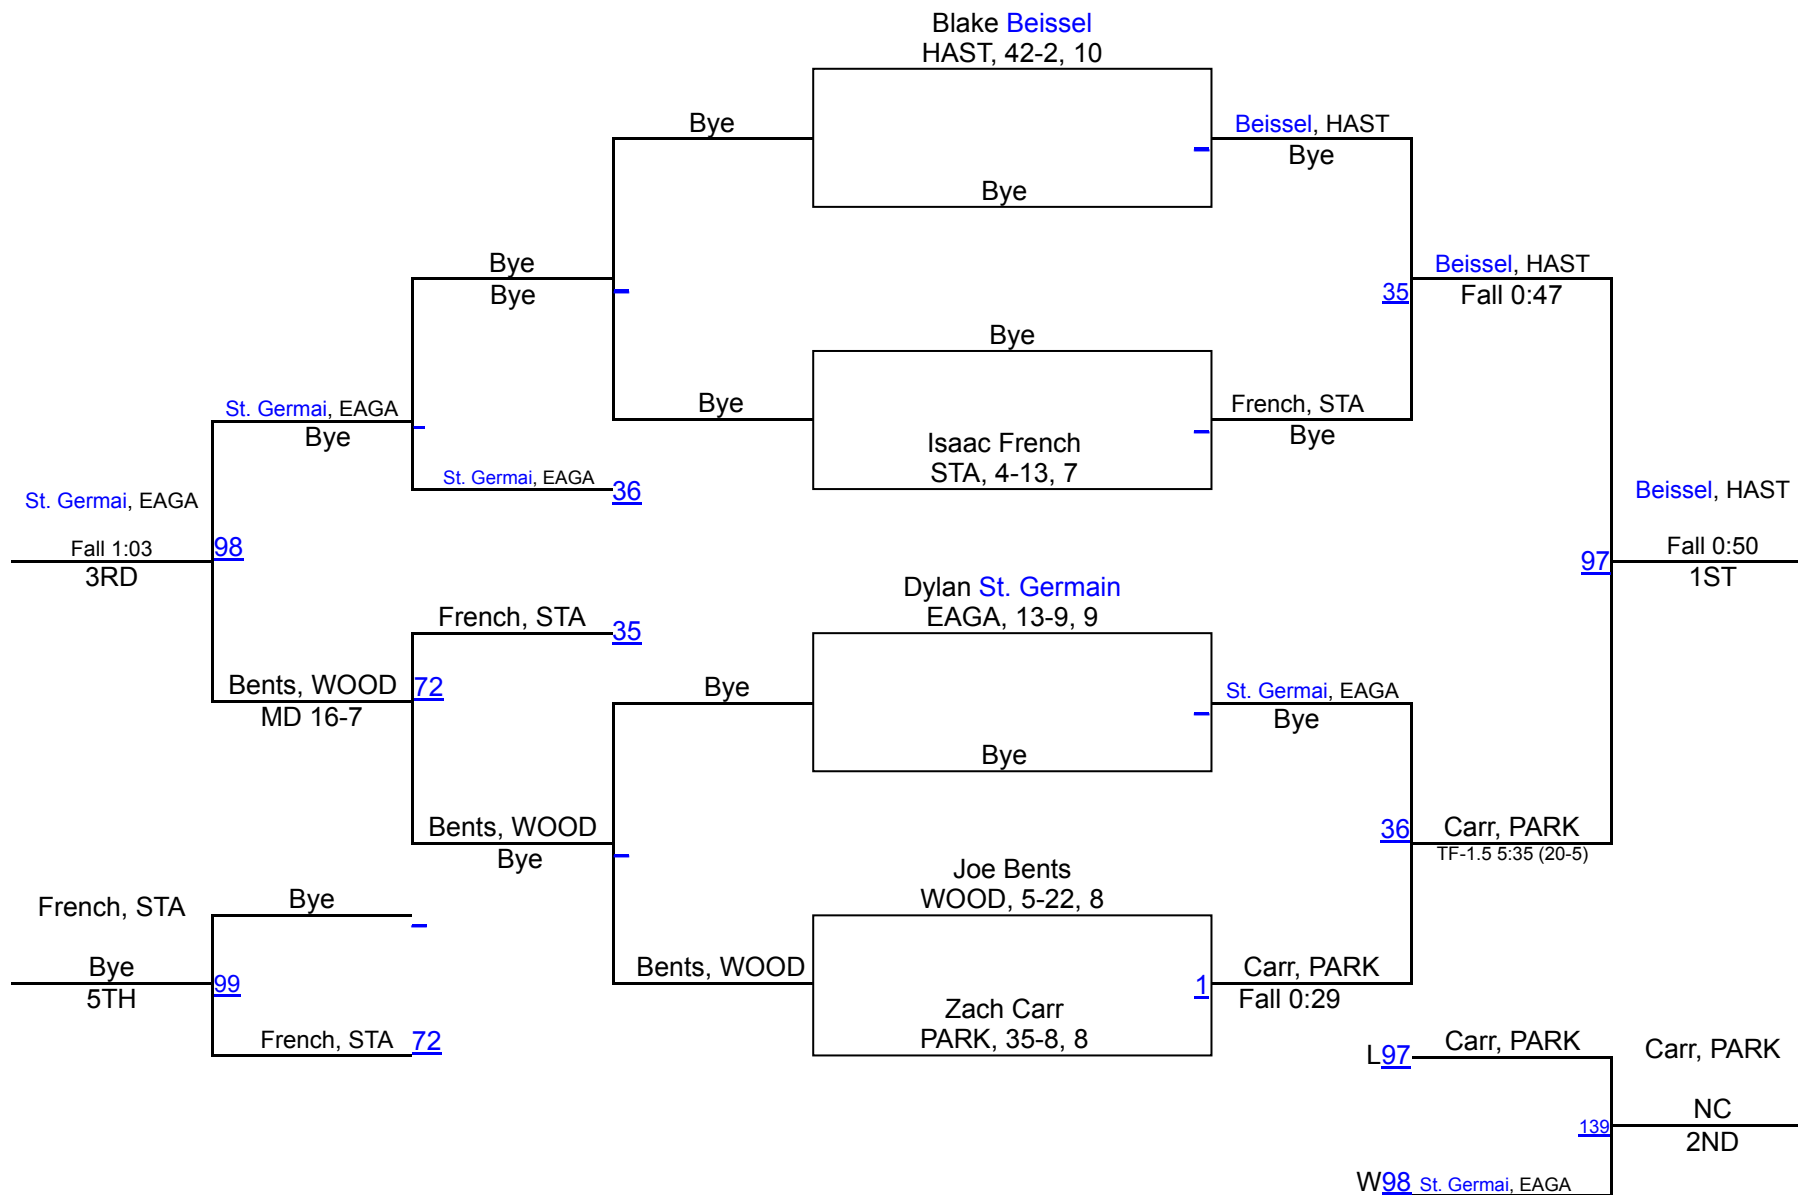 Blake Beissel
HAST, 42-2, 10
Bye
Beissel, HAST
Bye
Bye
Bye
Bye
Beissel, HAST
35
Fall 0:47
Bye
Bye
French, STA
Bye
Isaac French
STA, 4-13, 7
St. Germai, EAGA
Bye
St. Germai, EAGA
36
St. Germai, EAGA
Fall 1:03
3RD
98
Beissel, HAST
Fall 0:50
1ST
97
Dylan St. Germain
EAGA, 13-9, 9
French, STA
35
Bye
St. Germai, EAGA
Bye
Bye
Bents, WOOD
72
MD 16-7
Bents, WOOD
Bye
36
Carr, PARK
TF-1.5 5:35 (20-5)
Joe Bents
WOOD, 5-22, 8
Bents, WOOD
1
Carr, PARK
Fall 0:29
Zach Carr
PARK, 35-8, 8
French, STA
Bye
Bye
5TH
99
French, STA
72
L97
Carr, PARK
Carr, PARK
NC
2ND
139
W98
St. Germai, EAGA